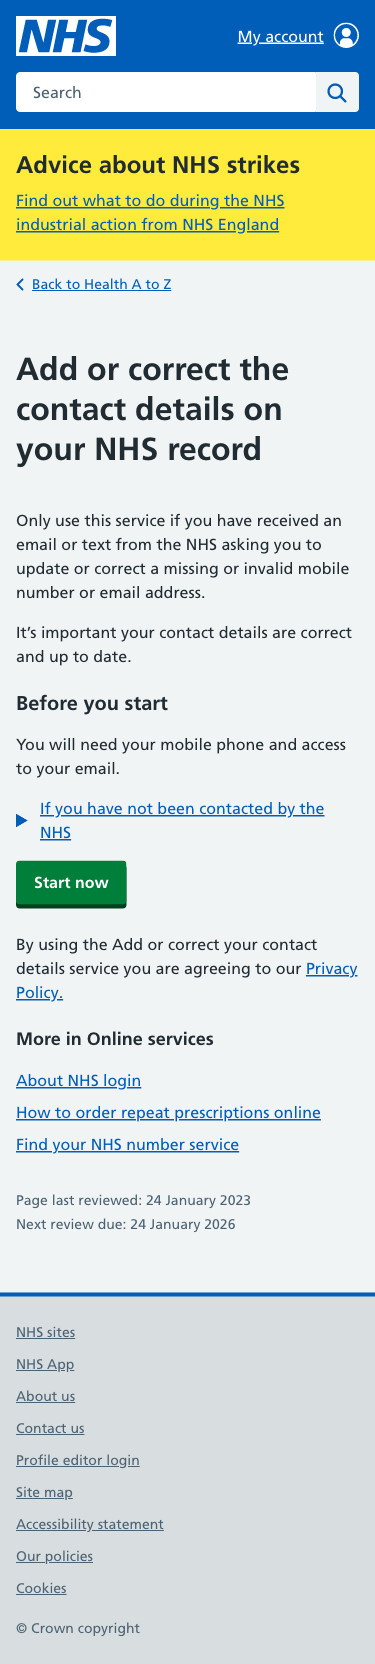 NHS
My account
Search
Advice about NHS strikes
Find out what to do during the NHS
industrial action from NHS England
Back to Health A to Z
Add or correct the
contact details on
your NHS record
Only use this service if you have received an
email or text from the NHS asking you to
update or correct a missing or invalid mobile
number or email address.
It’s important your contact details are correct
and up to date.
Before you start
You will need your mobile phone and access
to your email.
If you have not been contacted by the
NHS
Start now
By using the Add or correct your contact
details service you are agreeing to our Privacy
Policy.
More in Online services
About NHS login
How to order repeat prescriptions online
Find your NHS number service
Page last reviewed: 24 January 2023
Next review due: 24 January 2026
NHS sites
NHS App
About us
Contact us
Profile editor login
Site map
Accessibility statement
Our policies
Cookies
© Crown copyright